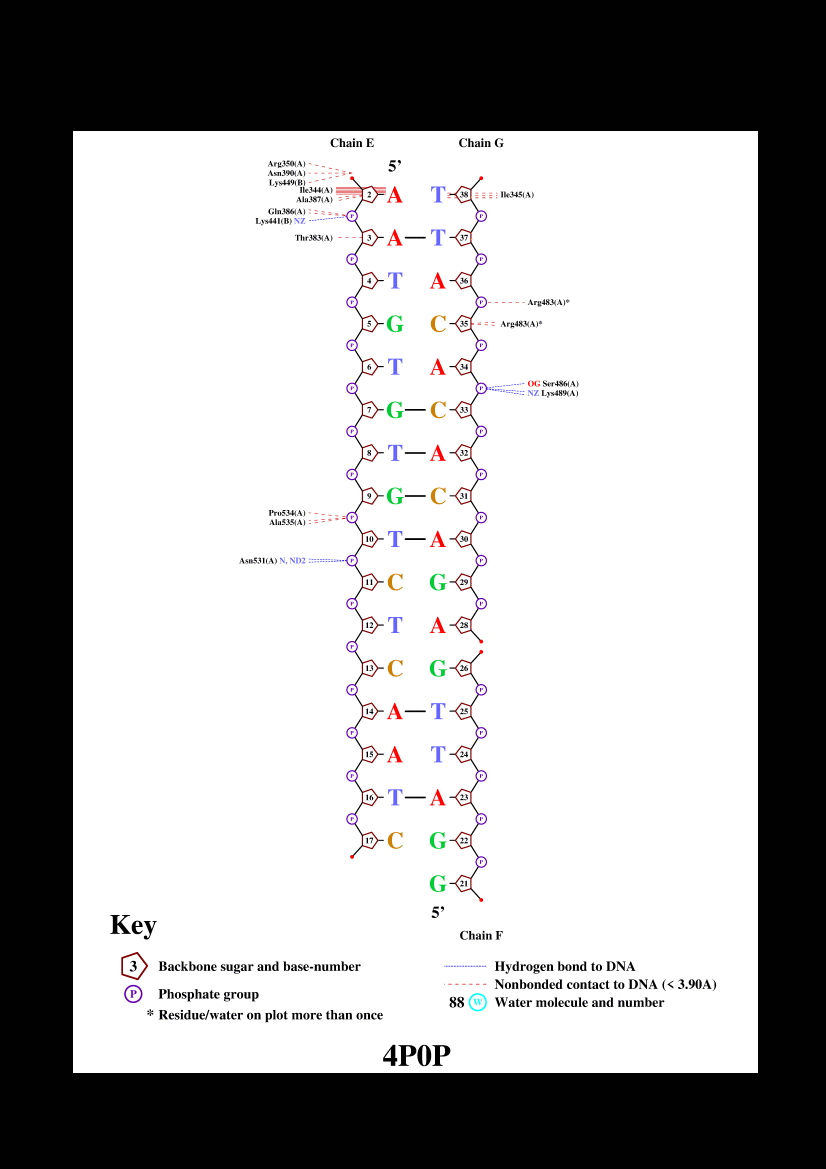 Chain E Chain G
5’
Arg350(A)
Asn390(A)
Lys449(B)
Ile344(A)
Ala387(A)
2 A T 38 Ile345(A)
Gln386(A)
P P
Lys441(B) NZ
Thr383(A) 3 A T 37
P P
4 T A 36
P P Arg483(A)*
5 G C 35 Arg483(A)*
P P
6 T A 34
OG Ser486(A)
P P
NZ Lys489(A)
7 G C 33
P P
8 T A 32
P P
9 G C 31
Pro534(A)
P P
Ala535(A)
10 T A 30
Asn531(A) N, ND2 P P
11 C G 29
P P
12 T A 28
P
13 C G 26
P P
14 A T 25
P P
15 A T 24
P P
16 T A 23
P P
17 C G 22
P
G 21
5’
Key
Chain F
3 Backbone sugar and base-number
P Phosphate group
* Residue/water on plot more than once
Hydrogen bond to DNA
Nonbonded contact to DNA (< 3.90A)
88 W Water molecule and number
4P0P